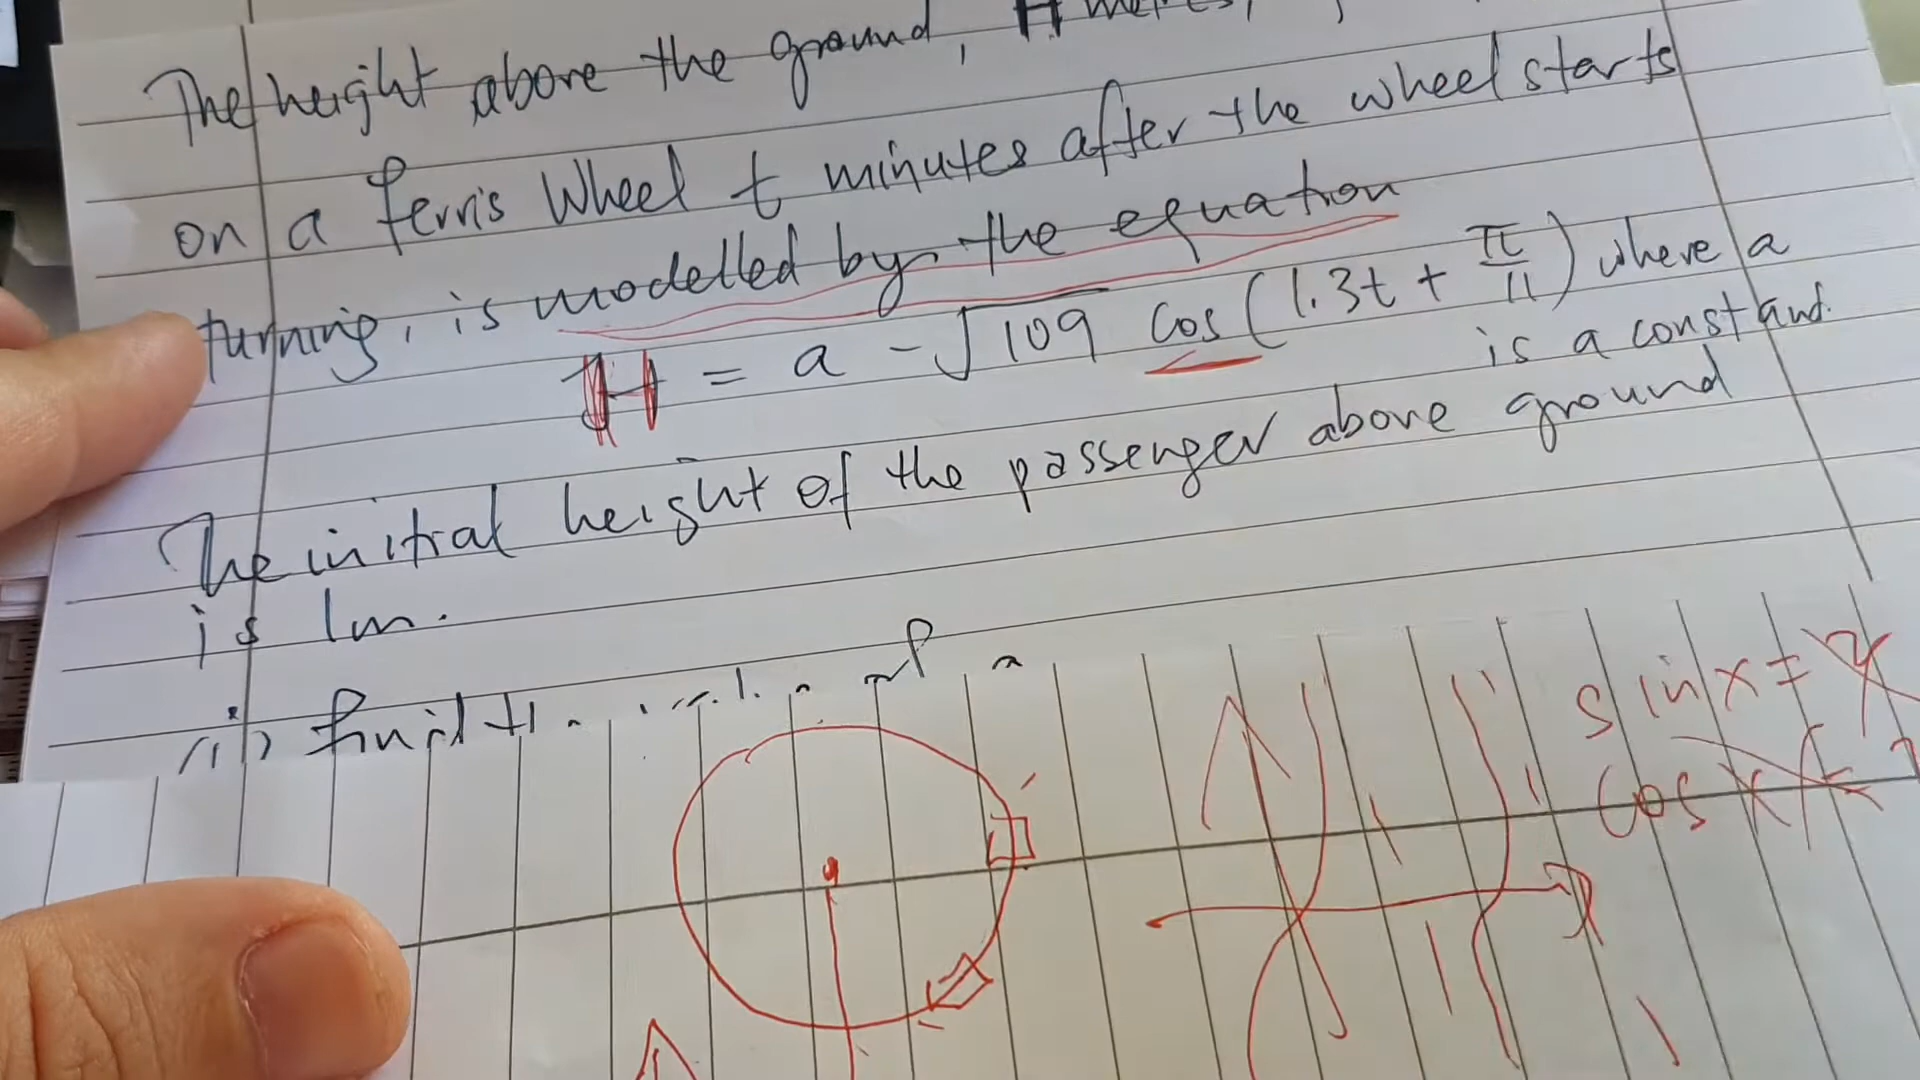 The height above the ground, H metres,
on a ferris Wheel t minutes after the wheel starts
turning, is modelled by the equation
H = a - √109 cos(1.3t + π/11) where a
is a constant.
The initial height of the passenger above ground
is 1m.
(i) find
sin x =
cos x